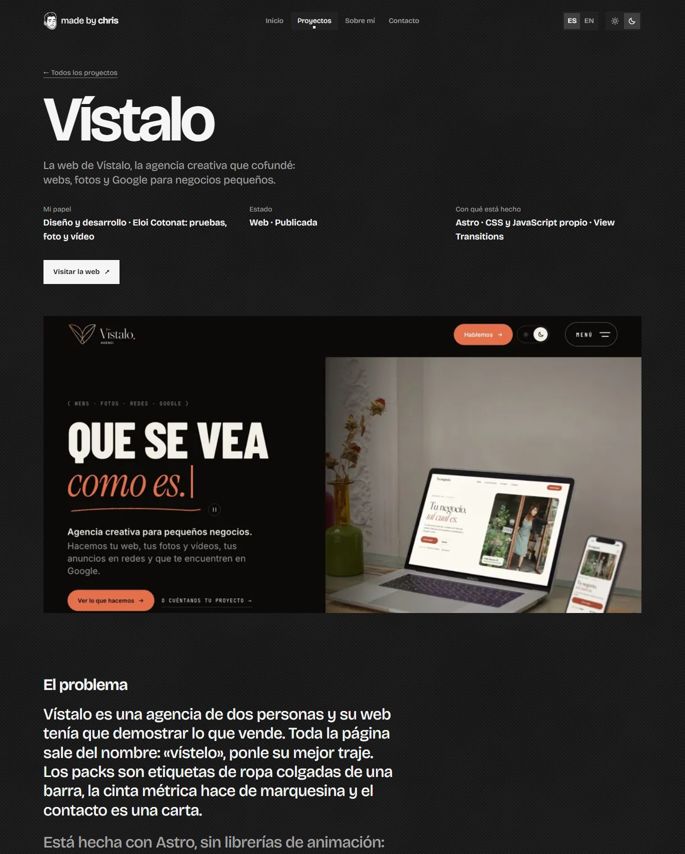 made by chris
Inicio Proyectos Sobre mí Contacto
ES EN
← Todos los proyectos
Vístalo
La web de Vístalo, la agencia creativa que cofundé:
webs, fotos y Google para negocios pequeños.
Mi papel
Diseño y desarrollo · Eloi Cotonat: pruebas,
foto y vídeo
Estado
Web · Publicada
Con qué está hecho
Astro · CSS y JavaScript propio · View
Transitions
Visitar la web ↗
Vístalo.
Hablemos →
MENÚ
( WEBS · FOTOS · REDES · GOOGLE )
QUE SE VEA
como es.
Agencia creativa para pequeños negocios.
Hacemos tu web, tus fotos y vídeos, tus
anuncios en redes y que te encuentren en
Google.
Ver lo que hacemos →
O CUÉNTANOS TU PROYECTO →
Tu negocio,
tal cual es.
El problema
Vístalo es una agencia de dos personas y su web
tenía que demostrar lo que vende. Toda la página
sale del nombre: «vístelo», ponle su mejor traje.
Los packs son etiquetas de ropa colgadas de una
barra, la cinta métrica hace de marquesina y el
contacto es una carta.
Está hecha con Astro, sin librerías de animación: